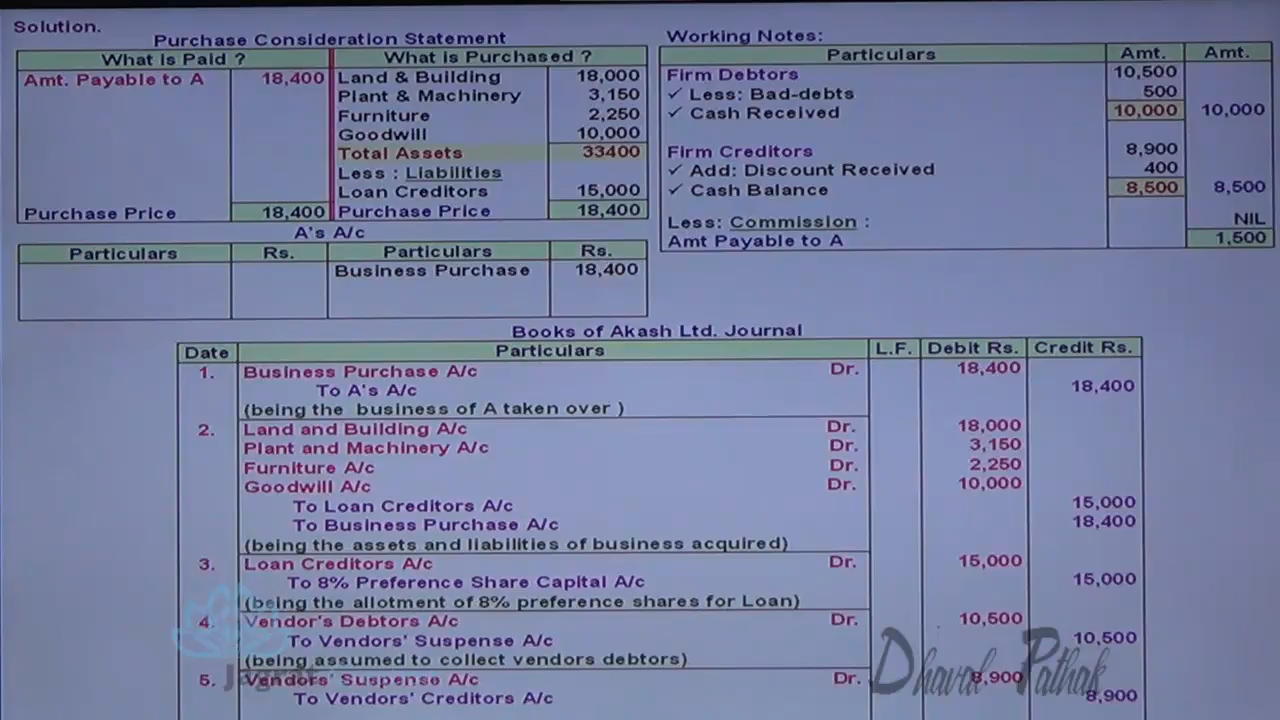 Solution.
Purchase Consideration Statement
What is Paid ? What is Purchased ?
Amt. Payable to A 18,400 Land & Building 18,000
Plant & Machinery 3,150
Furniture 2,250
Goodwill 10,000
Total Assets 33400
Less : Liabilities
Loan Creditors 15,000
Purchase Price 18,400 Purchase Price 18,400
A's A/c
Particulars Rs. Particulars Rs.
Business Purchase 18,400
Working Notes:
Particulars Amt. Amt.
Firm Debtors 10,500
✓ Less: Bad-debts 500
✓ Cash Received 10,000 10,000
Firm Creditors 8,900
✓ Add: Discount Received 400
✓ Cash Balance 8,500 8,500
Less: Commission : NIL
Amt Payable to A 1,500
Books of Akash Ltd. Journal
Date Particulars L.F. Debit Rs. Credit Rs.
1. Business Purchase A/c Dr. 18,400
To A's A/c 18,400
(being the business of A taken over )
2. Land and Building A/c Dr. 18,000
Plant and Machinery A/c Dr. 3,150
Furniture A/c Dr. 2,250
Goodwill A/c Dr. 10,000
To Loan Creditors A/c 15,000
To Business Purchase A/c 18,400
(being the assets and liabilities of business acquired)
3. Loan Creditors A/c Dr. 15,000
To 8% Preference Share Capital A/c 15,000
(being the allotment of 8% preference shares for Loan)
4. Vendor's Debtors A/c Dr. 10,500
To Vendors' Suspense A/c 10,500
(being assumed to collect vendors debtors)
5. Vendors' Suspense A/c Dr. 8,900
To Vendors' Creditors A/c 8,900
Dhaval Pathak